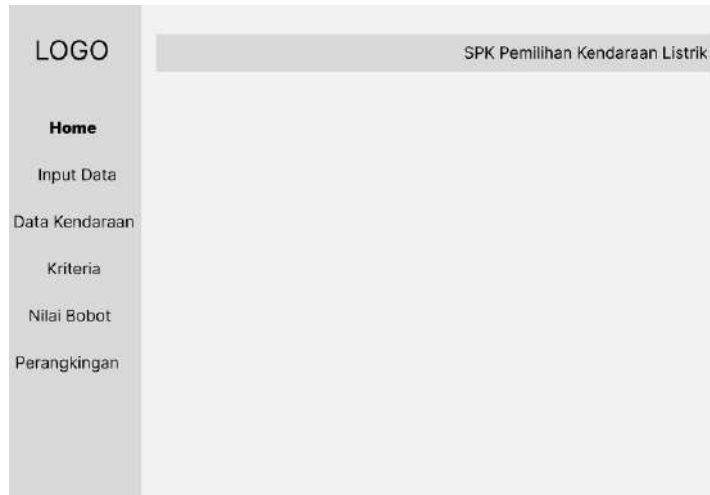 LOGO
SPK Pemilihan Kendaraan Listrik
Home
Input Data
Data Kendaraan
Kriteria
Nilai Bobot
Perangkingan